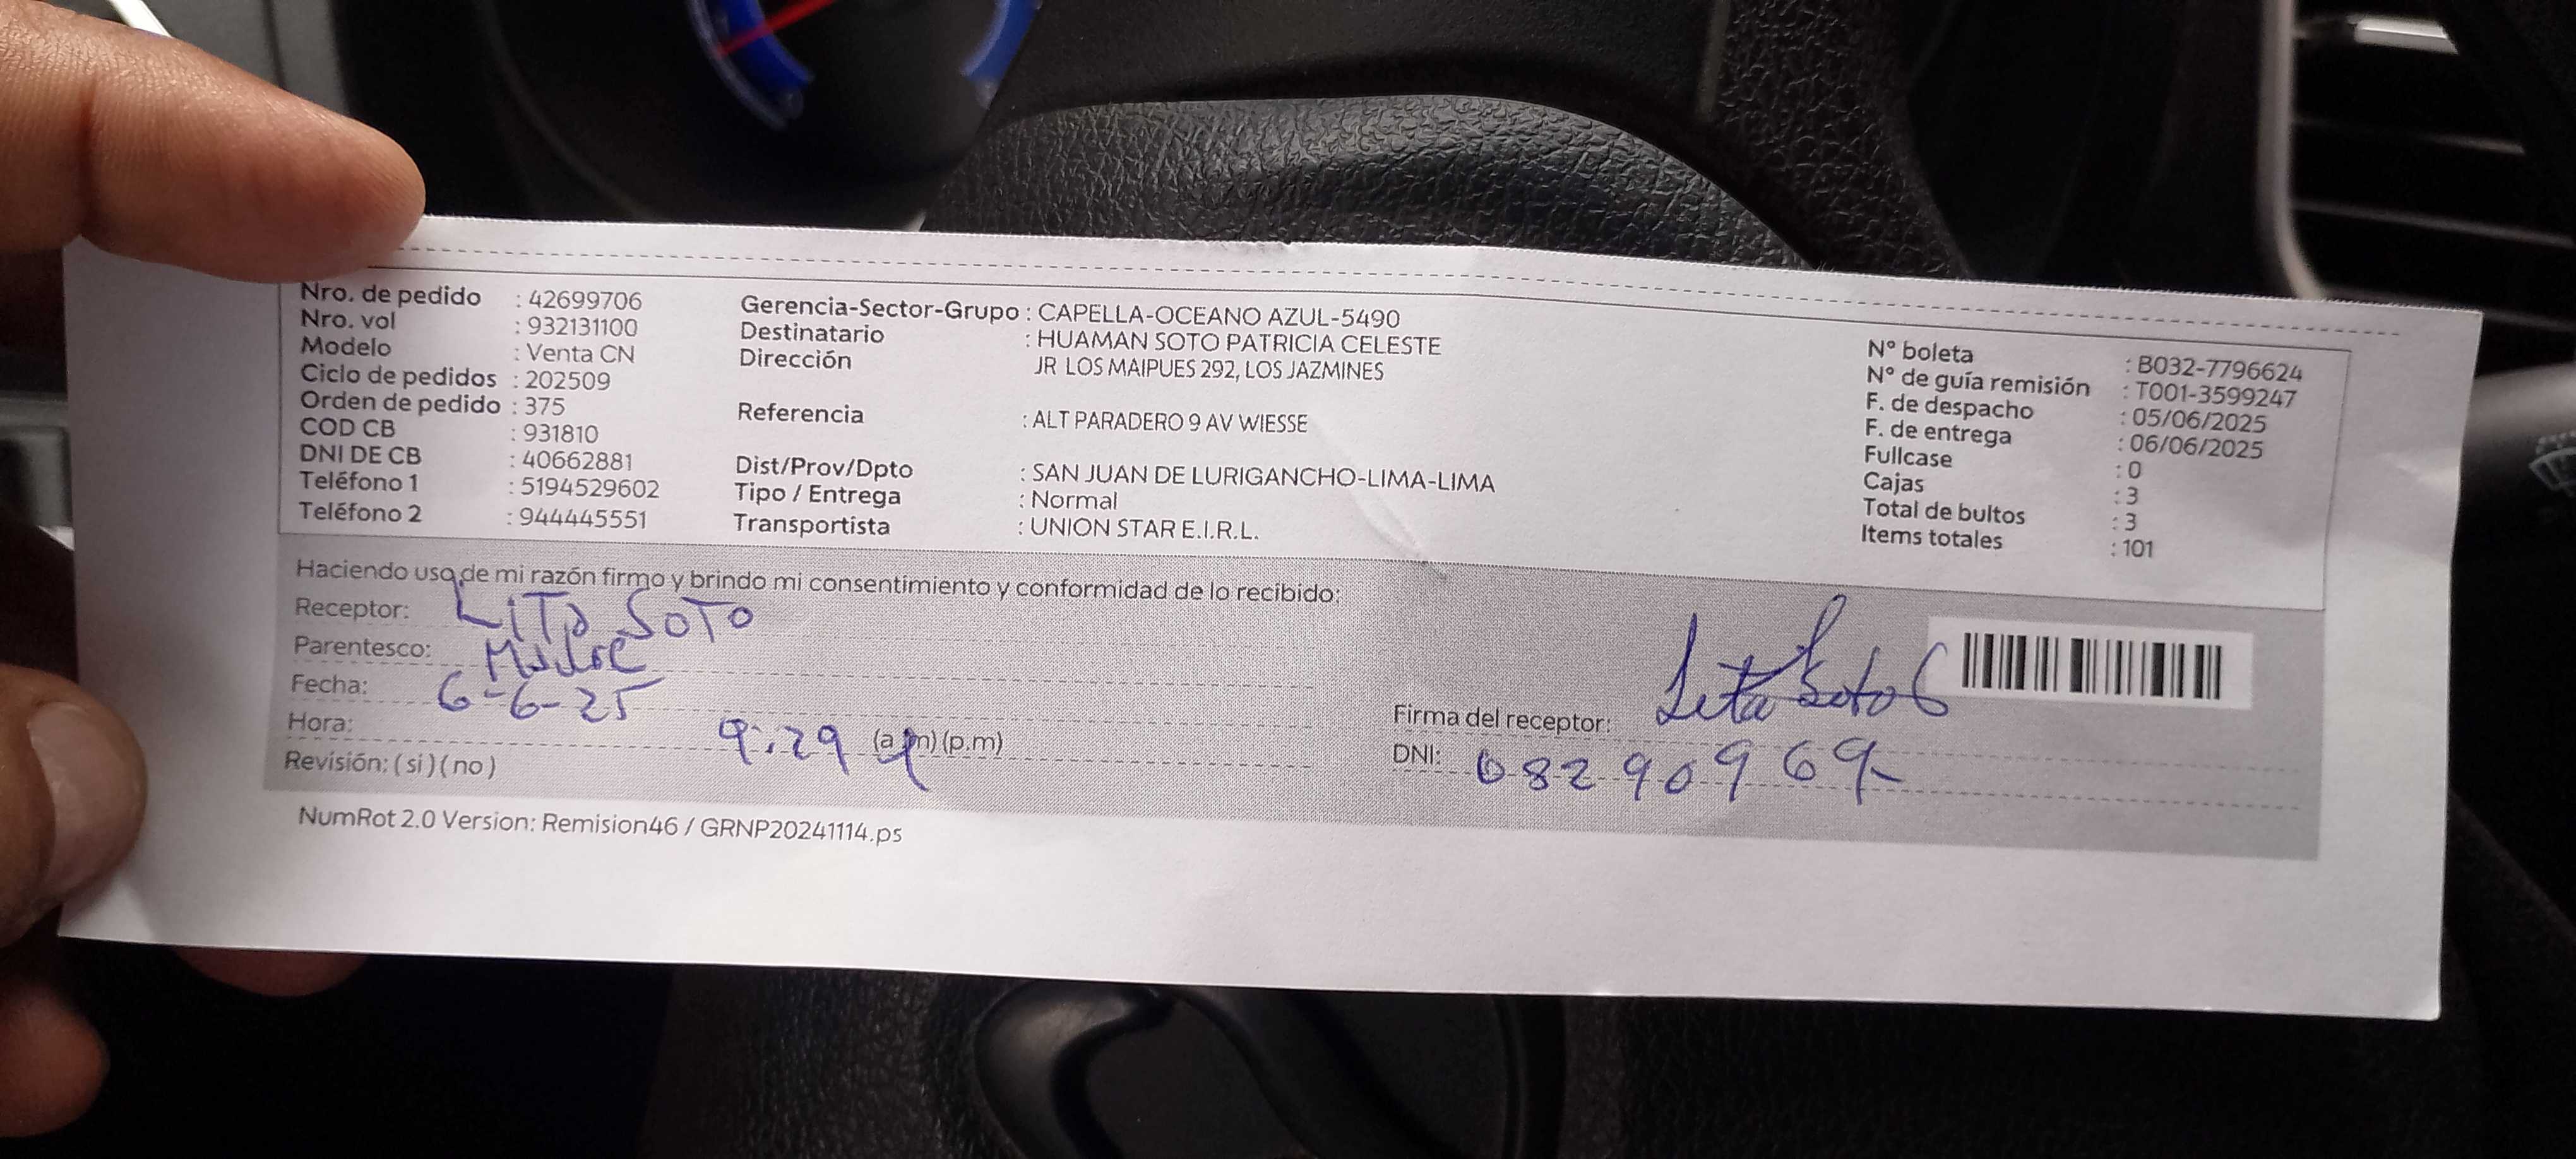 Nro. de pedido : 42699706
Nro. vol : 932131100
Modelo : Venta CN
Ciclo de pedidos : 202509
Orden de pedido : 375
COD CB : 931810
DNI DE CB : 40662881
Teléfono 1 : 5194529602
Teléfono 2 : 944445551
Gerencia-Sector-Grupo : CAPELLA-OCEANO AZUL-5490
Destinatario : HUAMAN SOTO PATRICIA CELESTE
Dirección JR LOS MAIPUES 292, LOS JAZMINES
Referencia : ALT PARADERO 9 AV WIESSE
Dist/Prov/Dpto : SAN JUAN DE LURIGANCHO-LIMA-LIMA
Tipo / Entrega : Normal
Transportista : UNION STAR E.I.R.L.
N° boleta : B032-7796624
N° de guía remisión : T001-3599247
F. de despacho : 05/06/2025
F. de entrega : 06/06/2025
Fullcase : 0
Cajas : 3
Total de bultos : 3
Items totales : 101
Haciendo uso de mi razón firmo y brindo mi consentimiento y conformidad de lo recibido:
Receptor: LITA SOTO
Parentesco: Madre
Fecha: 6-6-25
Hora: 9:29 (a.m) (p.m)
Revisión: ( si ) ( no )
Firma del receptor: Lita Soto G
DNI: 08290969
NumRot 2.0 Version: Remision46 / GRNP20241114.ps